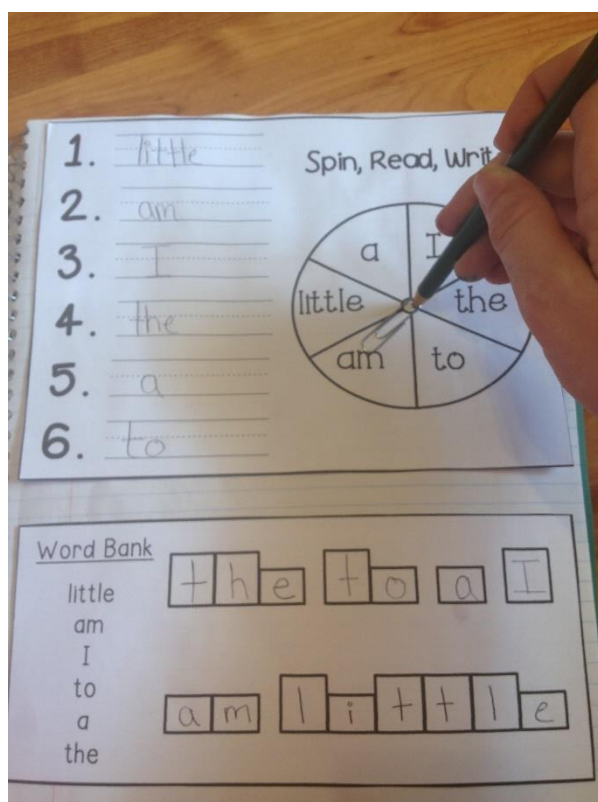 1. little
2. am
3. I
4. the
5. a
6. to
Spin, Read, Writ
a I
little the
am to
Word Bank
little
am
I
to
a
the
the to a I
am little